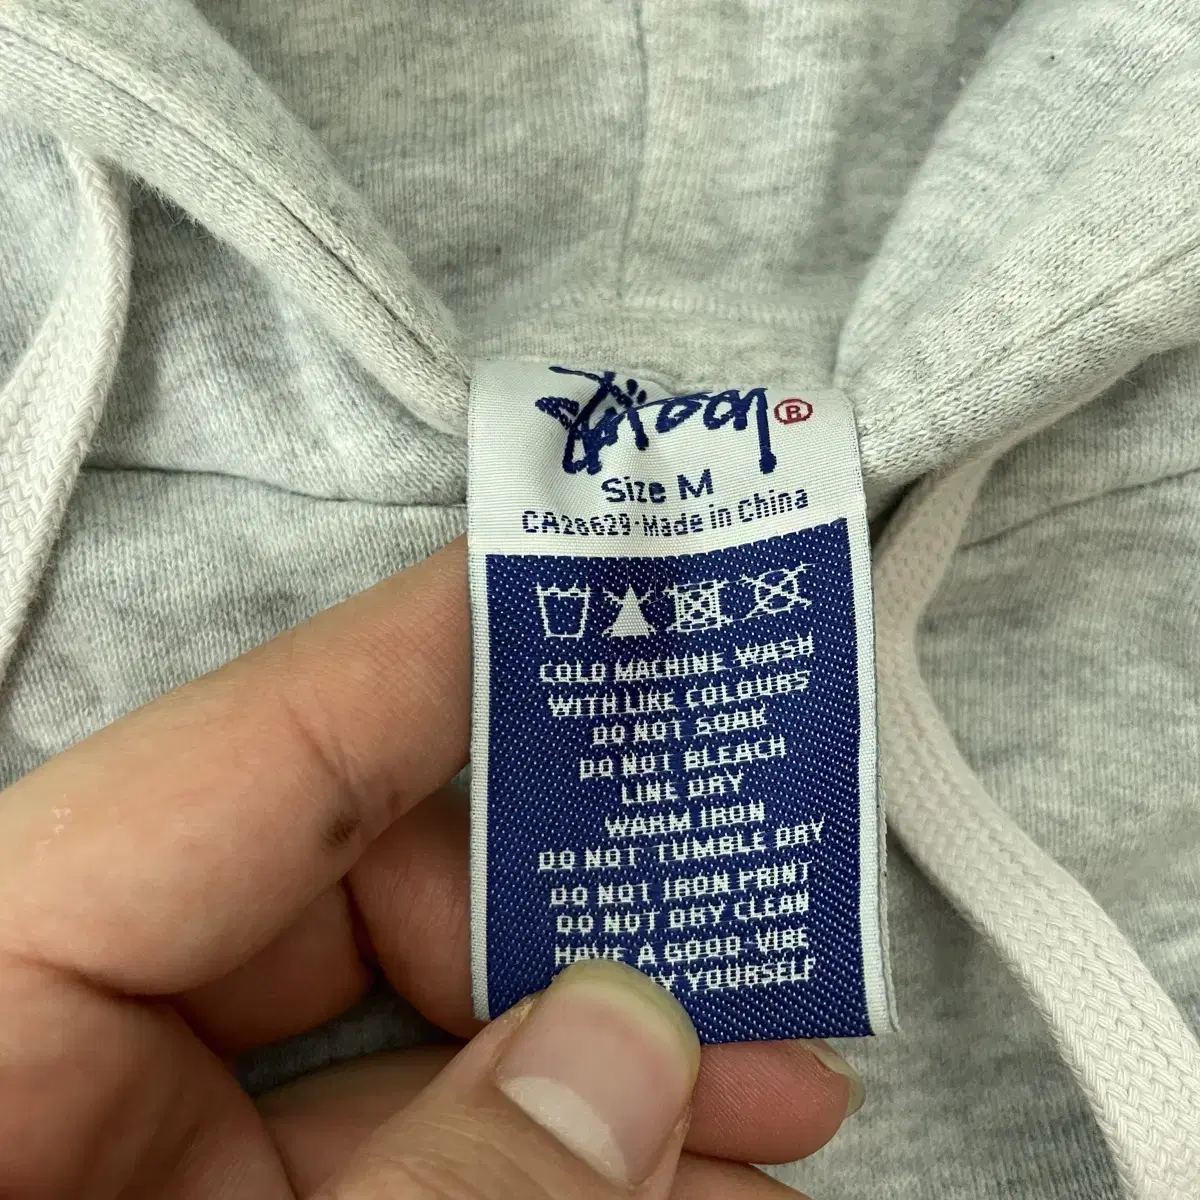 Stüssy ®
Size M
CA28629·Made in China
COLD MACHINE WASH
WITH LIKE COLOURS
DO NOT SOAK
DO NOT BLEACH
LINE DRY
WARM IRON
DO NOT TUMBLE DRY
DO NOT IRON PRINT
DO NOT DRY CLEAN
HAVE A GOOD VIBE
YOURSELF